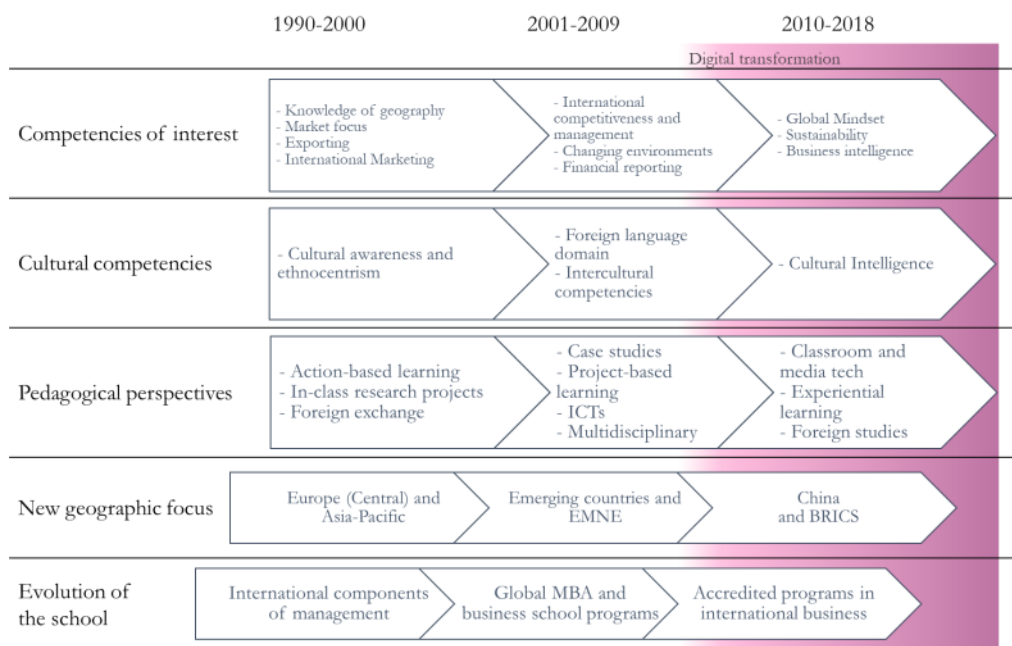 1990-2000
2001-2009
2010-2018
Digital transformation
Competencies of interest
- Knowledge of geography
- Market focus
- Exporting
- International Marketing
- International
competitiveness and
management
- Changing environments
- Financial reporting
- Global Mindset
- Sustainability
- Business intelligence
Cultural competencies
- Cultural awareness and
ethnocentrism
- Foreign language
domain
- Intercultural
competencies
- Cultural Intelligence
Pedagogical perspectives
- Action-based learning
- In-class research projects
- Foreign exchange
- Case studies
- Project-based
learning
- ICTs
- Multidisciplinary
- Classroom and
media tech
- Experiential
learning
- Foreign studies
New geographic focus
Europe (Central) and
Asia-Pacific
Emerging countries and
EMNE
China
and BRICS
Evolution of
the school
International components
of management
Global MBA and
business school programs
Accredited programs in
international business